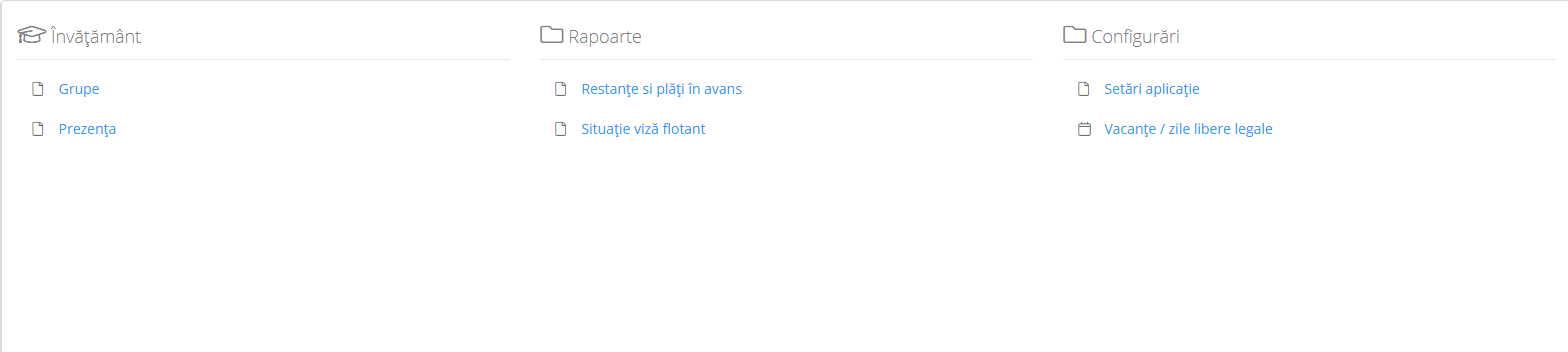 Învăţământ
Grupe
Prezenţa
Rapoarte
Restanţe si plăţi în avans
Situaţie viză flotant
Configurări
Setări aplicaţie
Vacanţe / zile libere legale